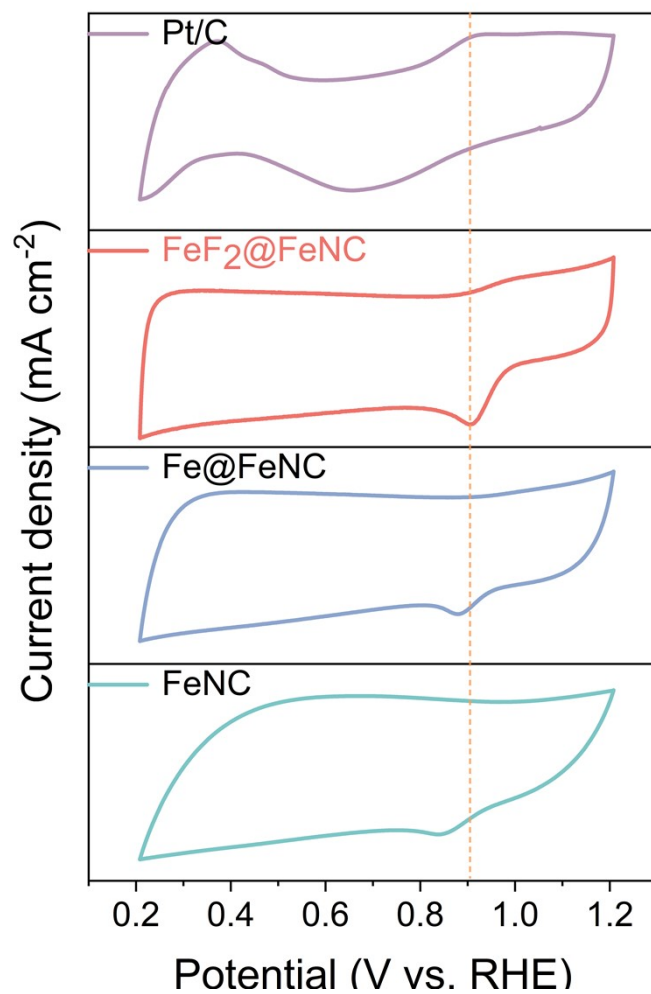 Pt/C
FeF₂@FeNC
Fe@FeNC
FeNC
Current density (mA cm⁻²)
0.2 0.4 0.6 0.8 1.0 1.2
Potential (V vs. RHE)